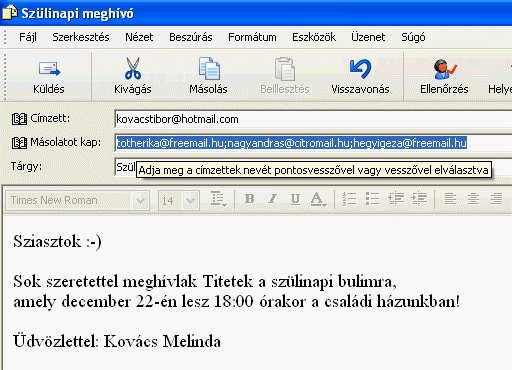 Szülinapi meghívó
Fájl Szerkesztés Nézet Beszúrás Formátum Eszközök Üzenet Súgó
Küldés Kivágás Másolás Beillesztés Visszavonás Ellenőrzés Helye
Címzett: kovacstibor@hotmail.com
Másolatot kap: totherika@freemail.hu;nagyandras@citromail.hu;hegyigeza@freemail.hu
Tárgy: Szül
Adja meg a címzettek nevét pontosvesszővel vagy vesszővel elválasztva
Times New Roman 14 B I U A
Sziasztok :-)
Sok szeretettel meghívlak Titetek a szülinapi bulimra,
amely december 22-én lesz 18:00 órakor a családi házunkban!
Üdvözlettel: Kovács Melinda